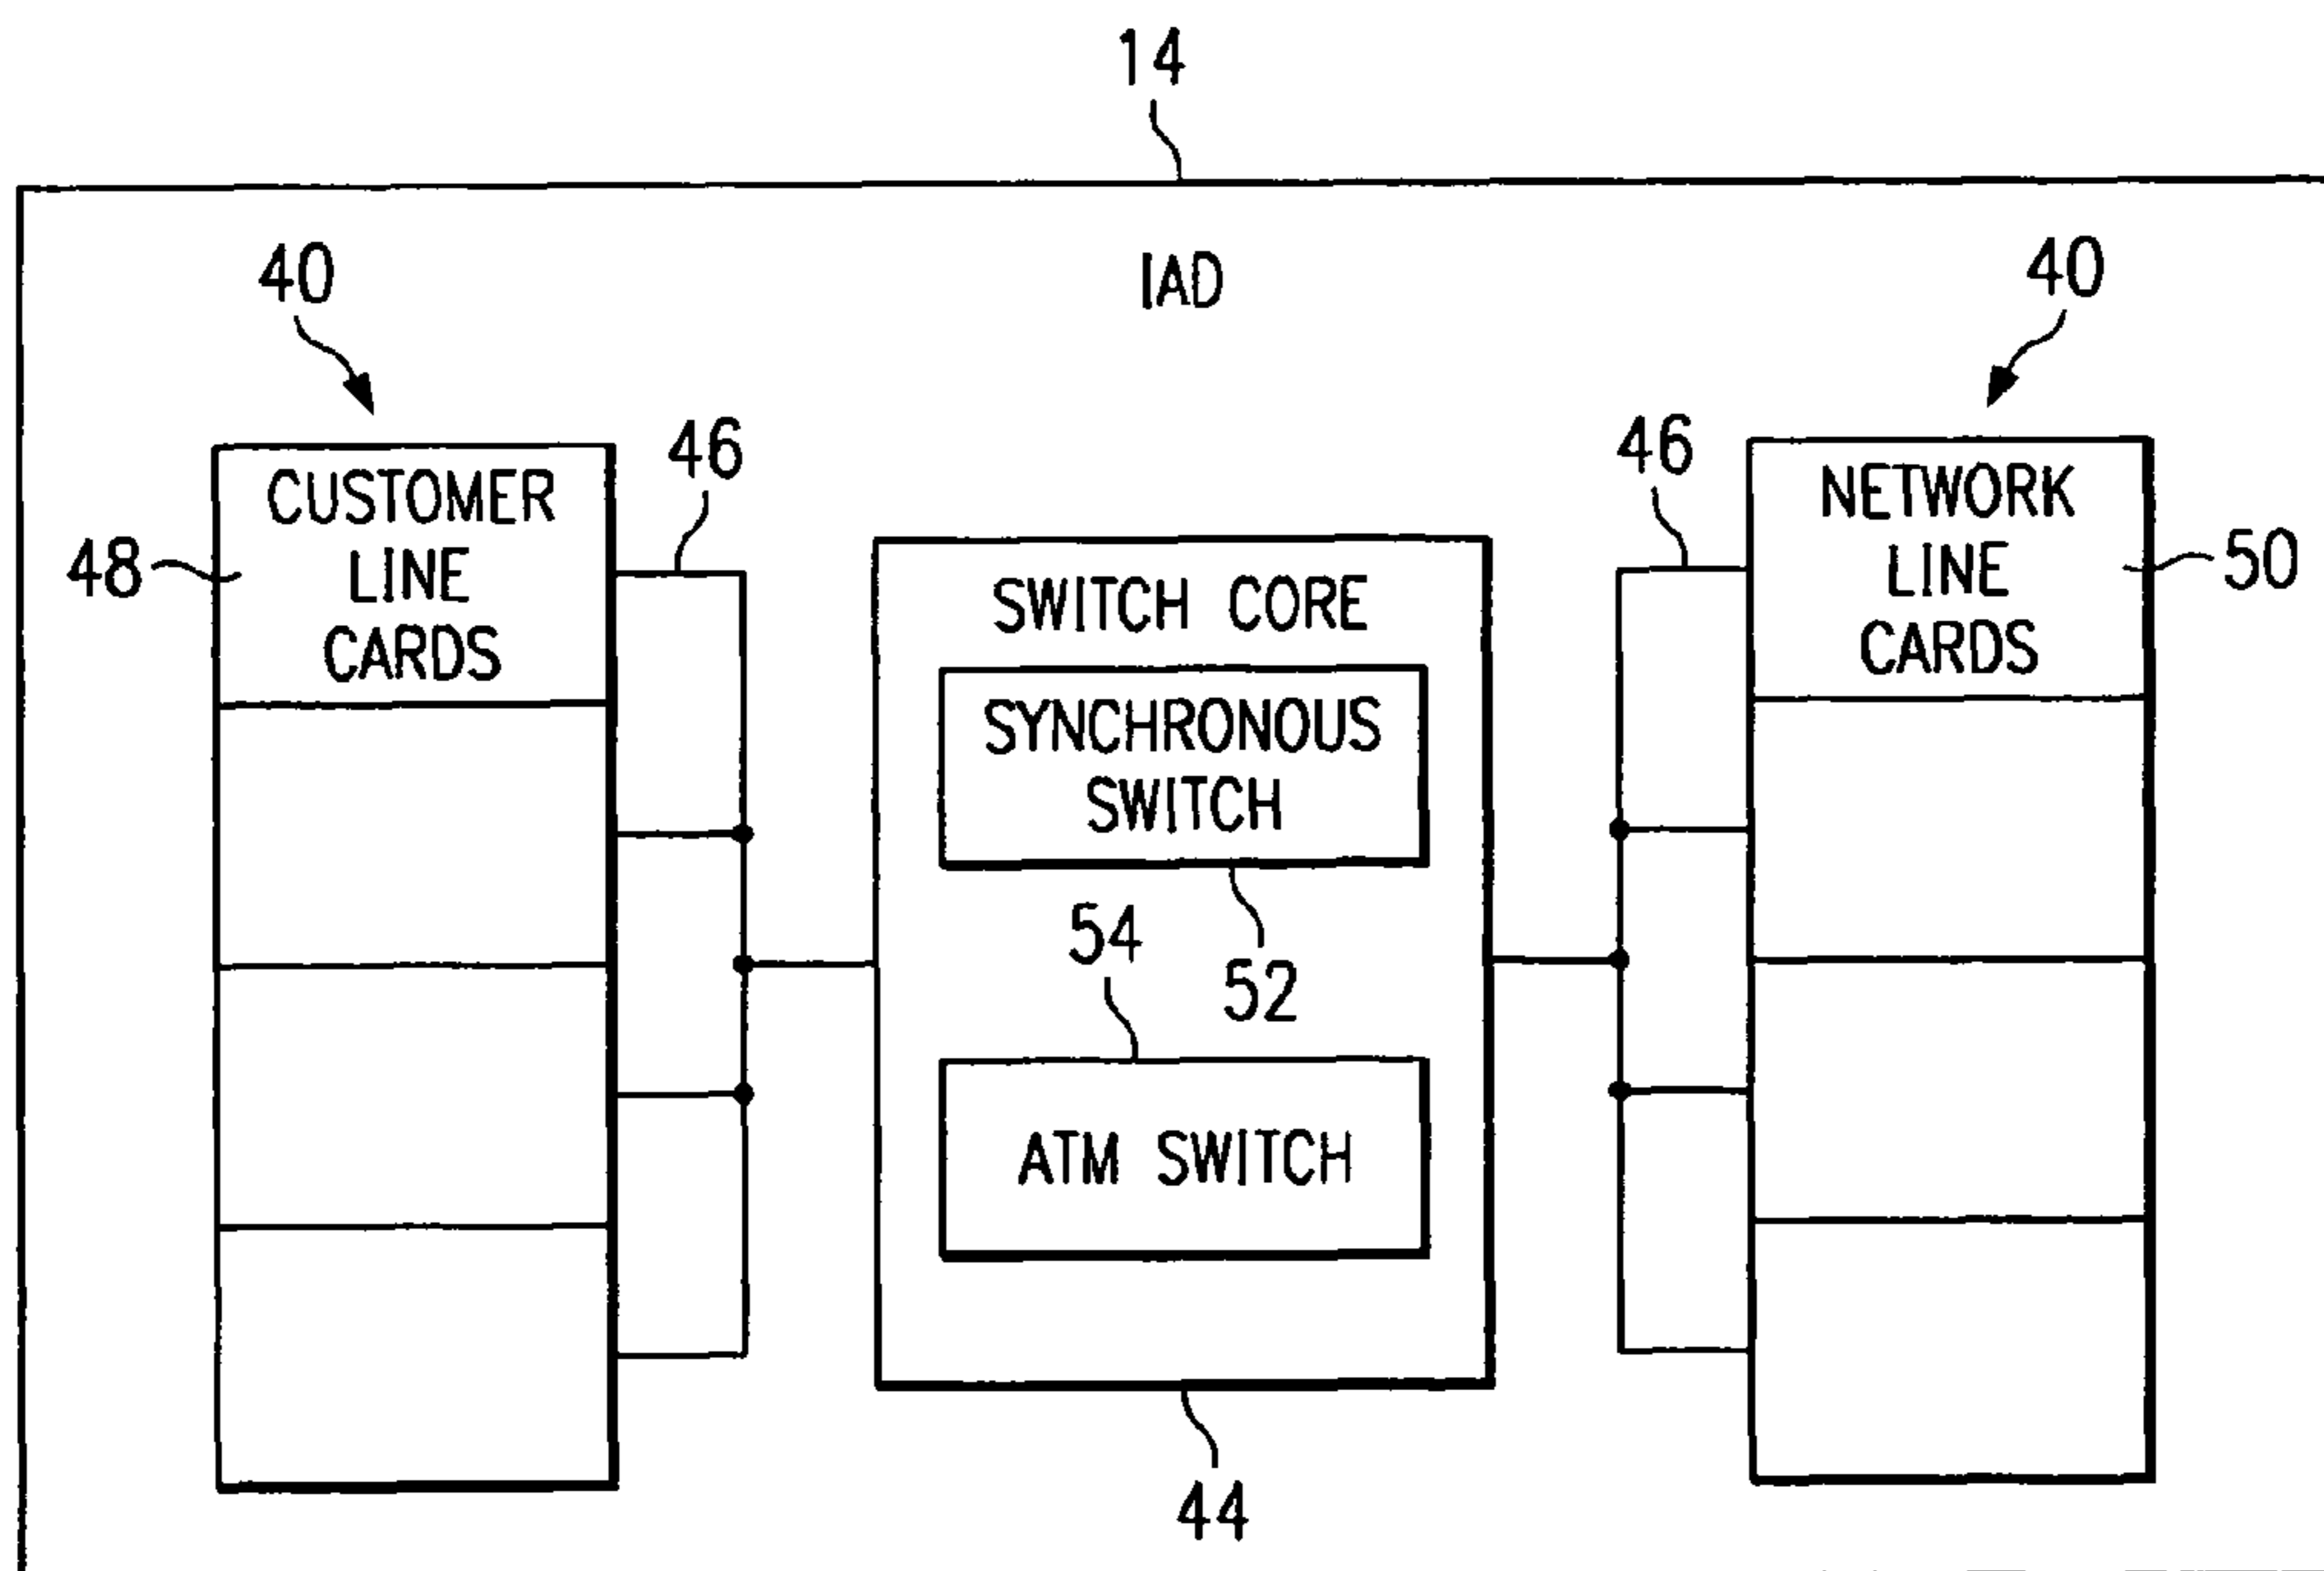 14
IAD
40
40
46
46
CUSTOMER
LINE
CARDS
48
NETWORK
LINE
CARDS
50
SWITCH CORE
SYNCHRONOUS
SWITCH
52
54
ATM SWITCH
44